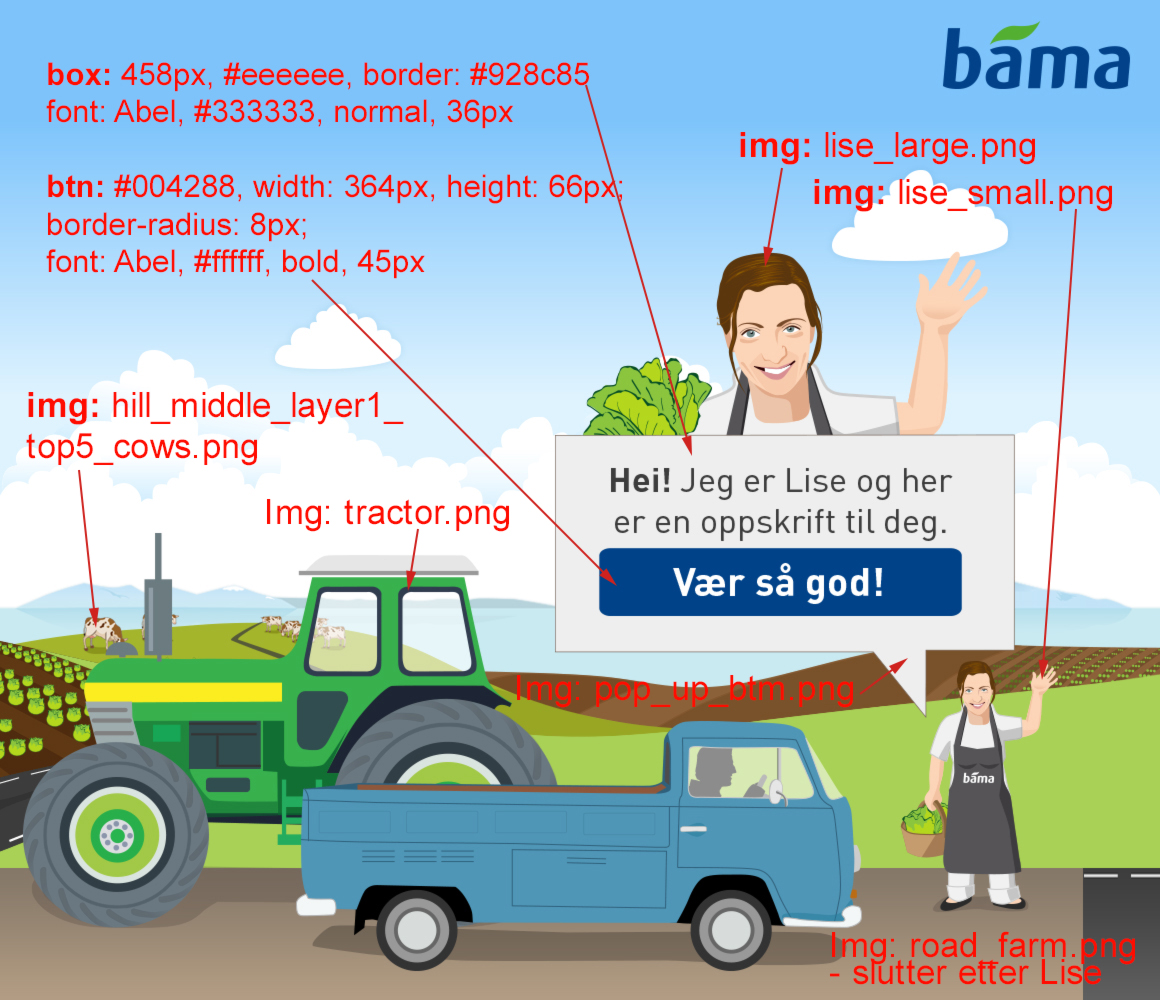 bama
box: 458px, #eeeeee, border: #928c85
font: Abel, #333333, normal, 36px
img: lise_large.png
btn: #004288, width: 364px, height: 66px;
img: lise_small.png
border-radius: 8px;
font: Abel, #ffffff, bold, 45px
img: hill_middle_layer1_
top5_cows.png
Hei! Jeg er Lise og her
er en oppskrift til deg.
Img: tractor.png
Vær så god!
Img: pop_up_btm.png
bama
Img: road_farm.png
- slutter etter Lise